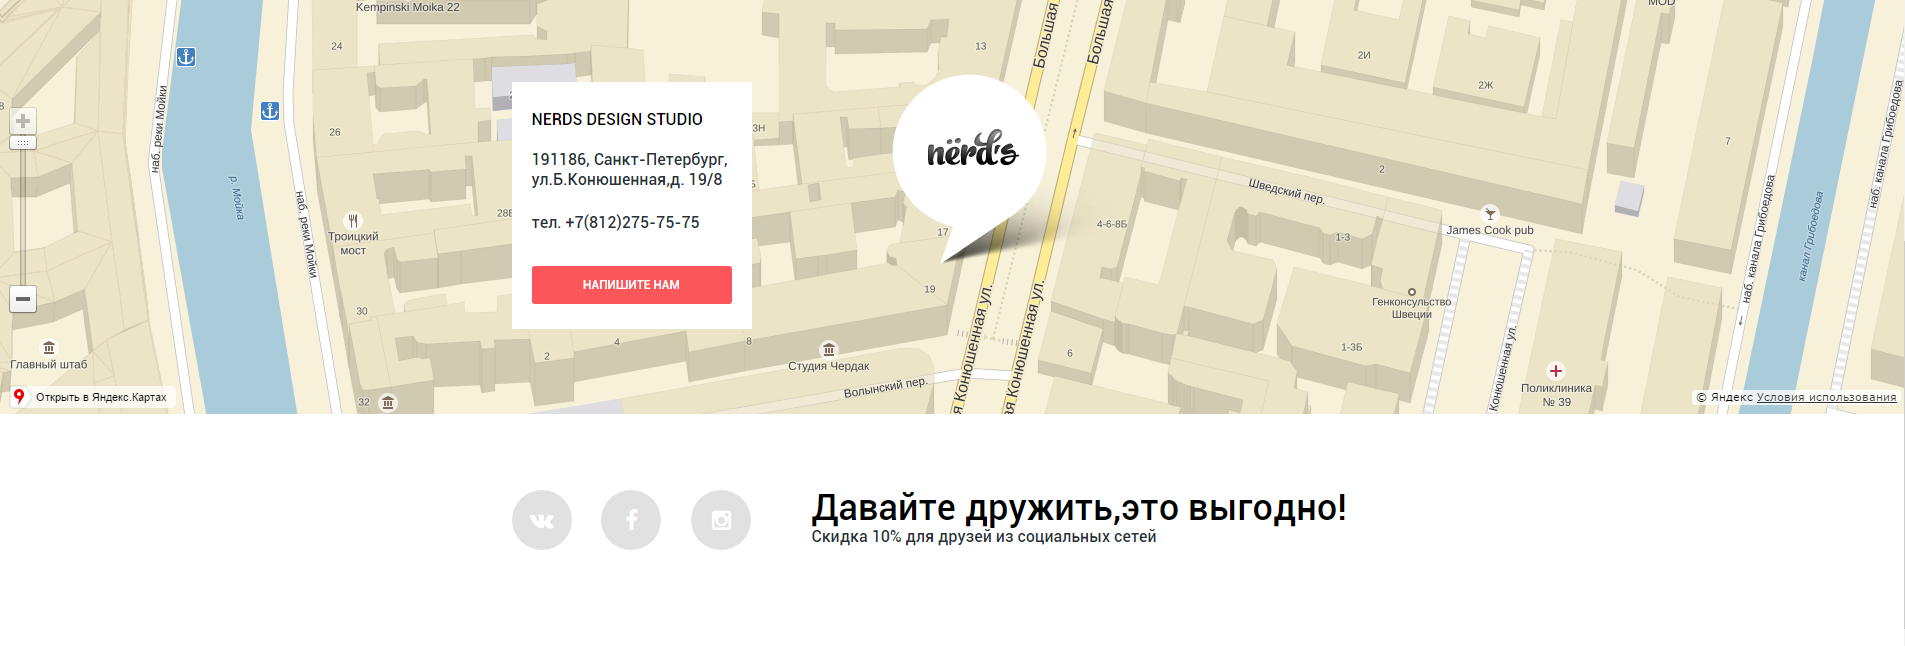 Kempinski Moika 22
MOD
Большая
Большая
24
13
2И
2Ж
наб. реки Мойки
26
3Н
7
наб. канала Грибоедова
NERDS DESIGN STUDIO
191186, Санкт-Петербург,
ул.Б.Конюшенная,д. 19/8
тел. +7(812)275-75-75
НАПИШИТЕ НАМ
nërd's
2
Шведский пер.
р. Мойка
наб. реки Мойки
Троицкий
мост
17
4-6-8Б
1-3
James Cook pub
наб. канала Грибоедова
канал Грибоедова
19
Генконсульство
Швеции
30
2
4
8
6
1-3Б
Главный штаб
Студия Чердак
Волынский пер.
Конюшенная ул.
Конюшенная ул.
Конюшенная ул.
Поликлиника
№ 39
32
Открыть в Яндекс.Картах
© Яндекс Условия использования
Давайте дружить,это выгодно!
Скидка 10% для друзей из социальных сетей